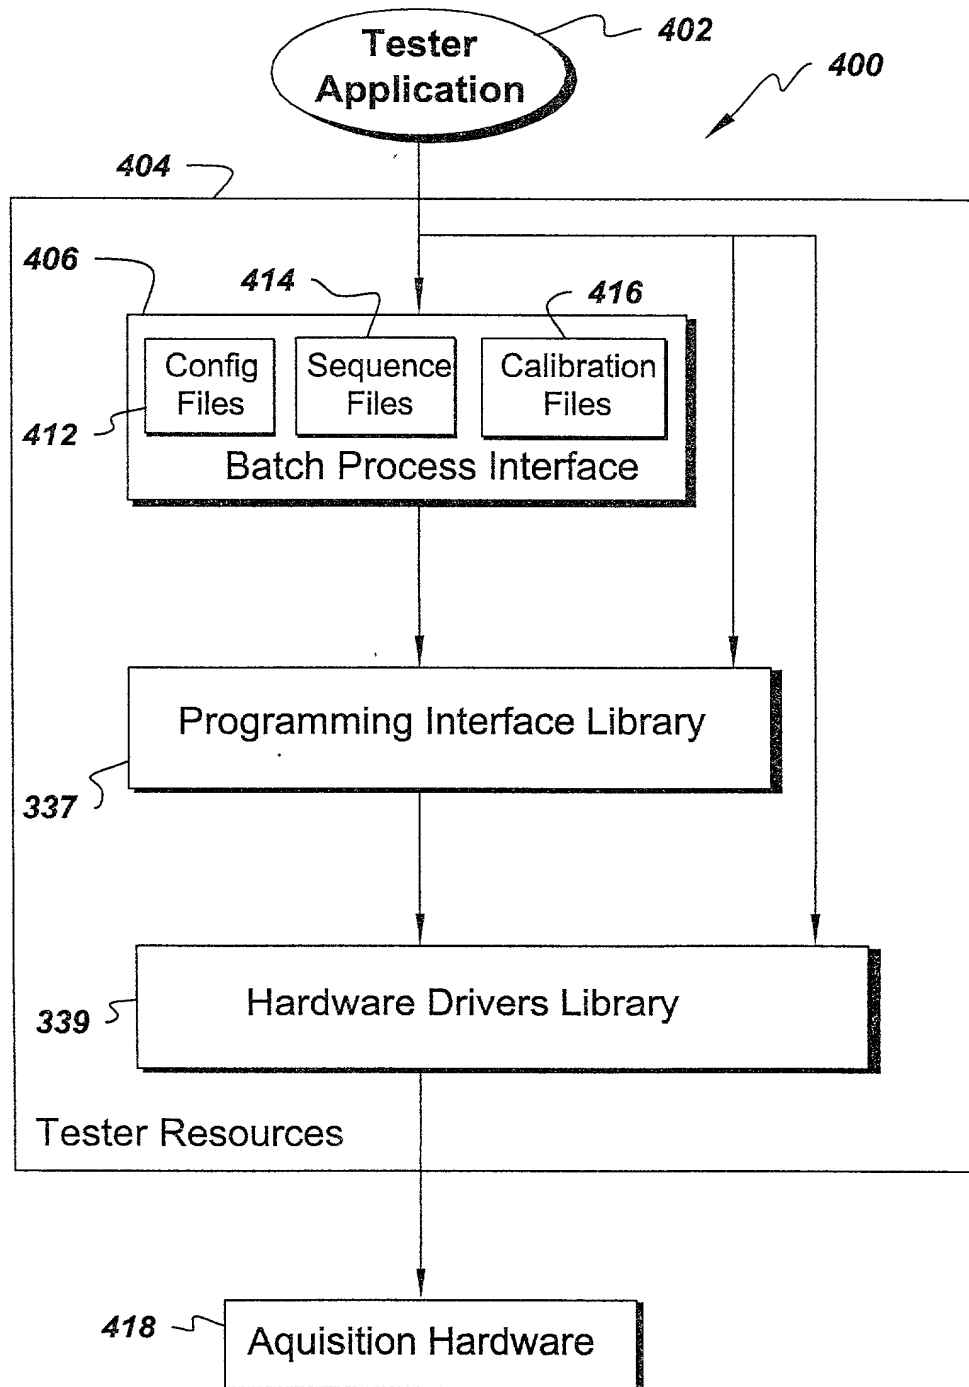 Tester
Application
402
400
404
406
414
416
Config
Files
Sequence
Files
Calibration
Files
412
Batch Process Interface
Programming Interface Library
337
Hardware Drivers Library
339
Tester Resources
418
Aquisition Hardware